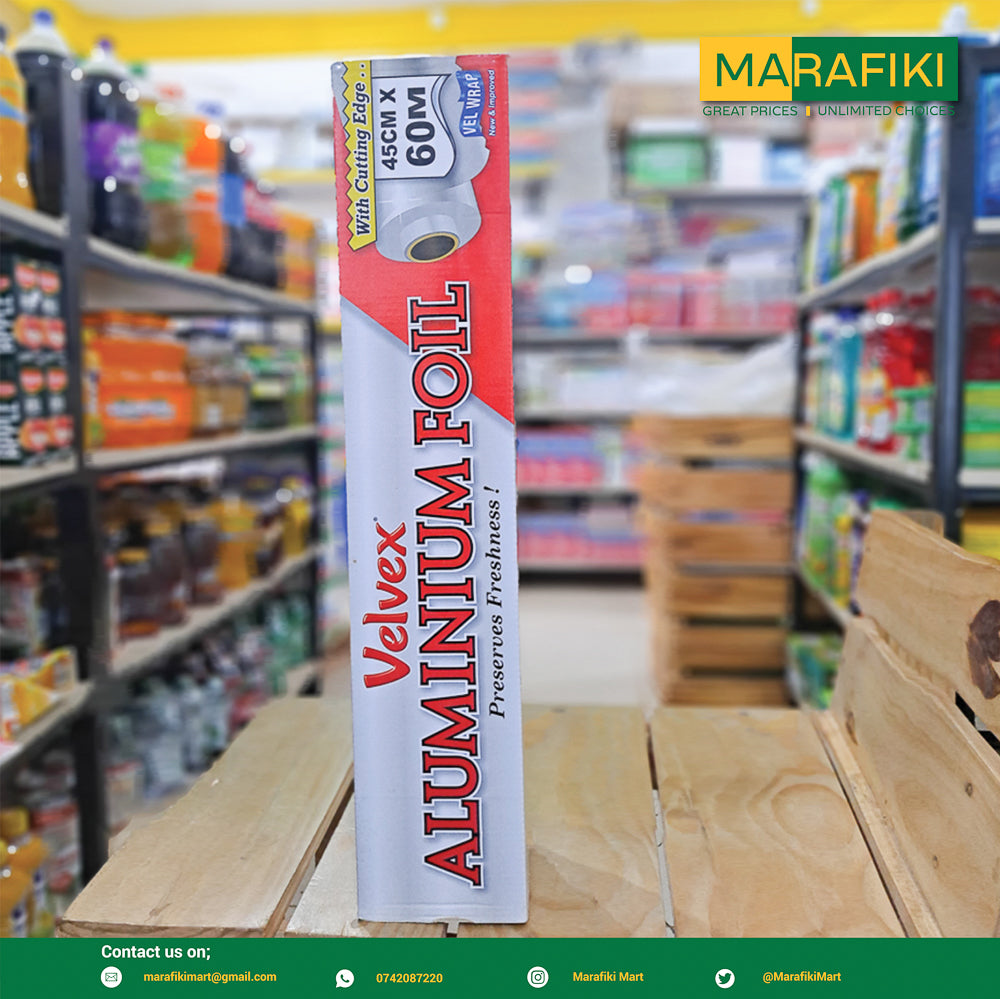 MARAFIKI
GREAT PRICES UNLIMITED CHOICES
With Cutting Edge...
45CM X
60M
VEL WRAP
New & Improved
Velvex
ALUMINIUM FOIL
Preserves Freshness!
APPLE
Contact us on;
marafikimart@gmail.com
0742087220
Marafiki Mart
@MarafikiMart